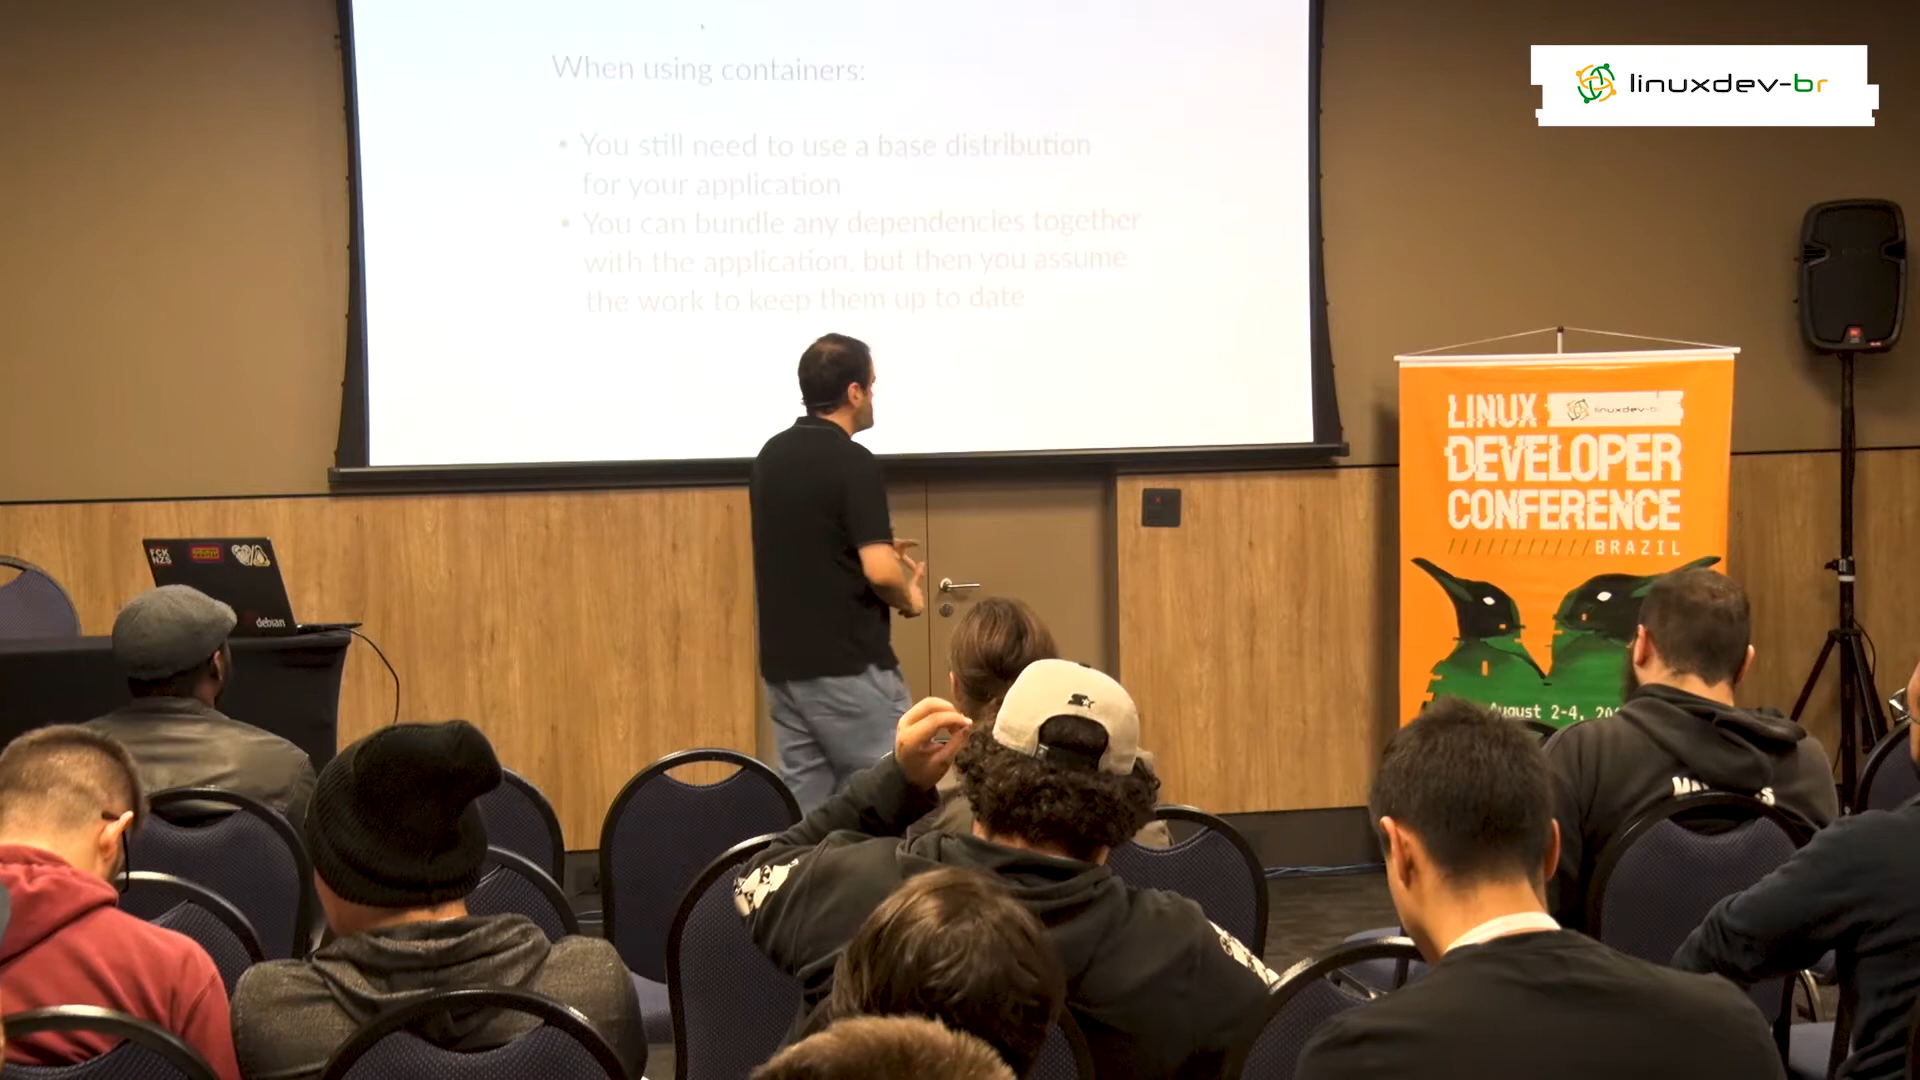 When using containers:
• You still need to use a base distribution
for your application
• You can bundle any dependencies together
with the application, but then you assume
the work to keep them up to date
linuxdev-br
LINUX
linuxdev-br
DEVELOPER
CONFERENCE
//////////// BRAZIL
August 2-4,
FCK
NZS
debian